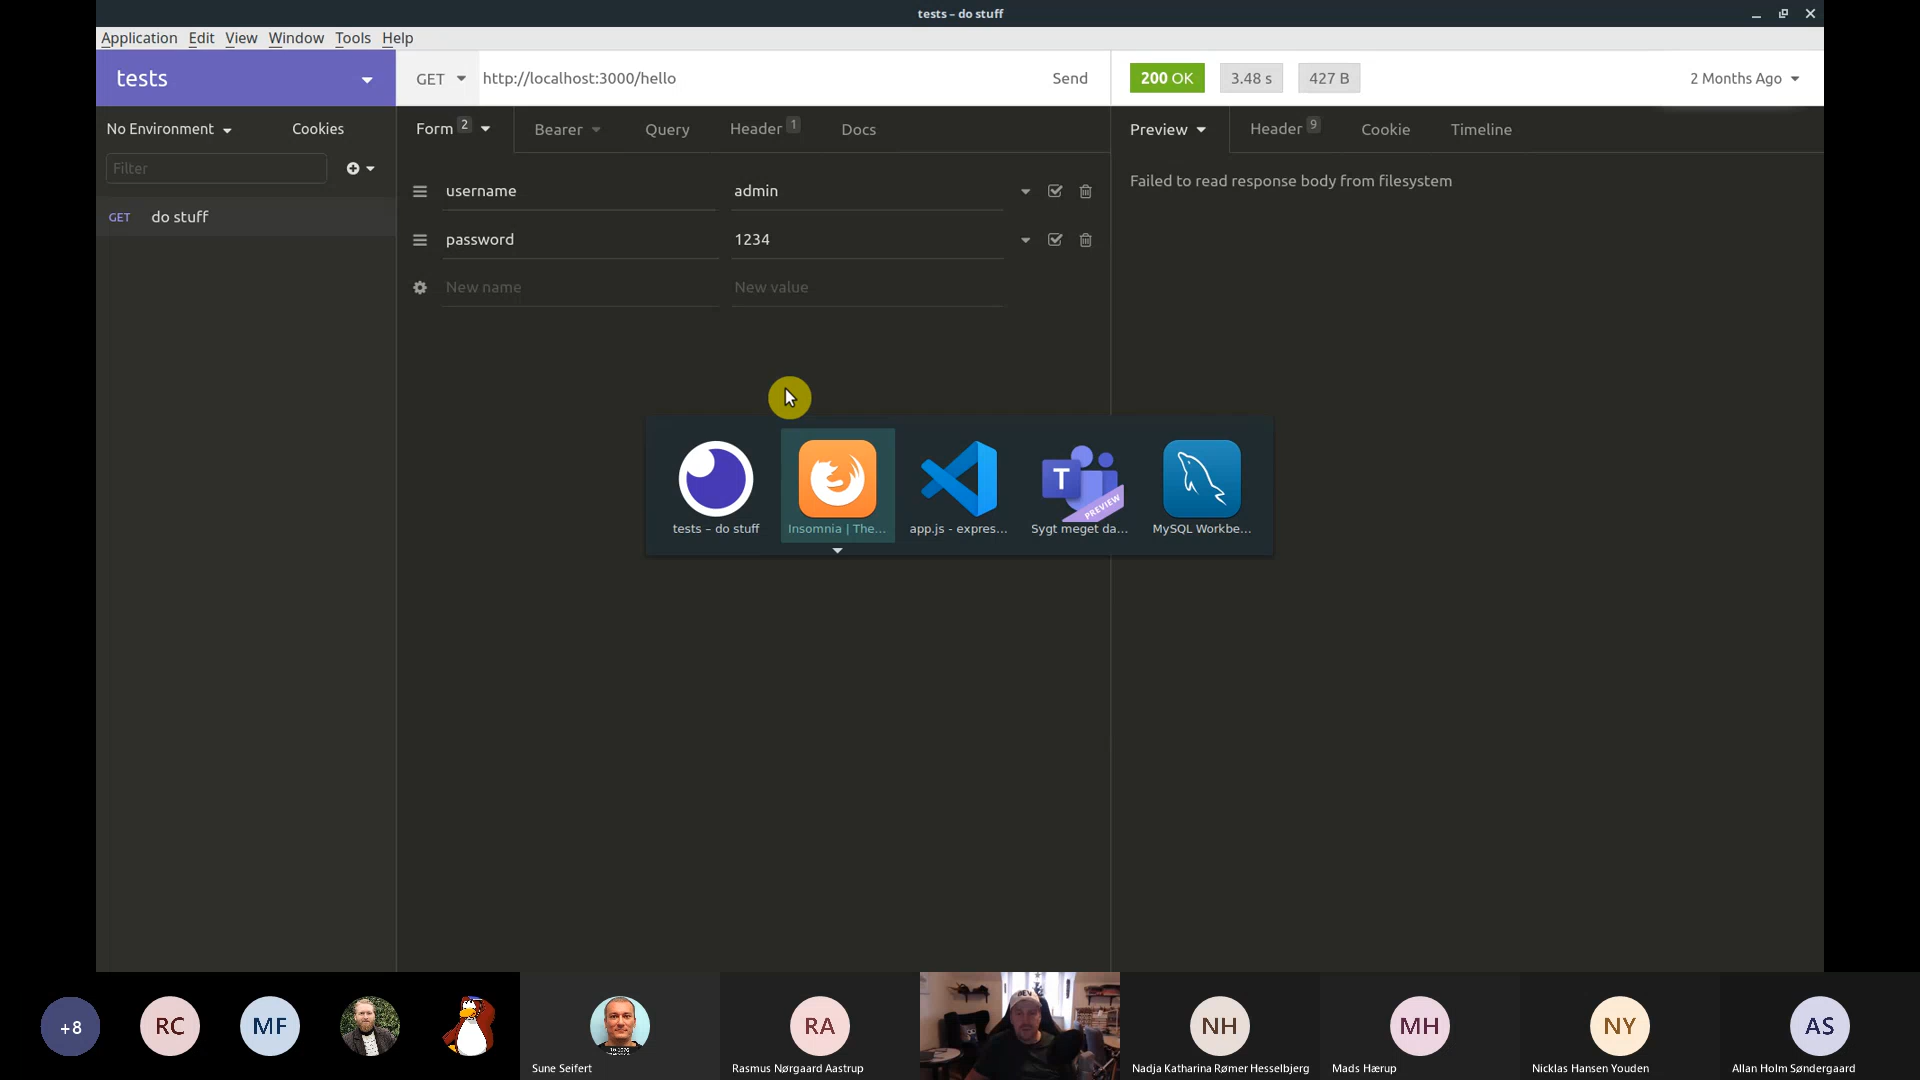 tests – do stuff
Application Edit View Window Tools Help
tests
GET http://localhost:3000/hello Send
200 OK 3.48 s 427 B 2 Months Ago
No Environment Cookies
Form 2 Bearer Query Header 1 Docs
Preview Header 9 Cookie Timeline
Filter
username admin
Failed to read response body from filesystem
GET do stuff
password 1234
New name New value
T
PREVIEW
tests – do stuff Insomnia | The... app.js - expres... Sygt meget da... MySQL Workbe...
+8 RC MF RA NH MH NY AS
Sune Seifert Rasmus Nørgaard Aastrup Nadja Katharina Rømer Hesselbjerg Mads Hærup Nicklas Hansen Youden Allan Holm Søndergaard